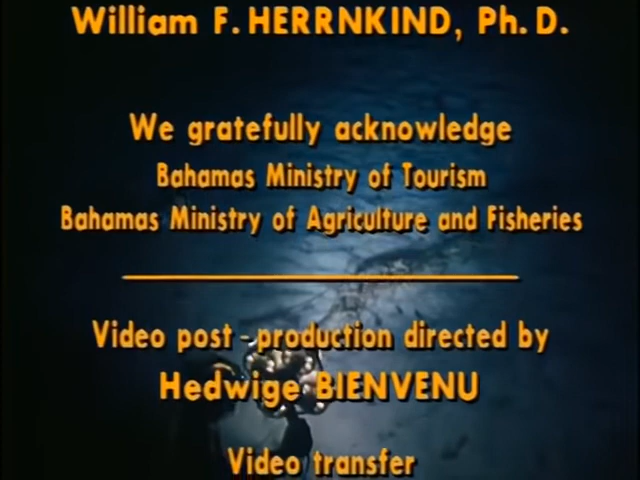 William F. HERRNKIND, Ph. D.
We gratefully acknowledge
Bahamas Ministry of Tourism
Bahamas Ministry of Agriculture and Fisheries
Video post-production directed by
Hedwige BIENVENU
Video transfer